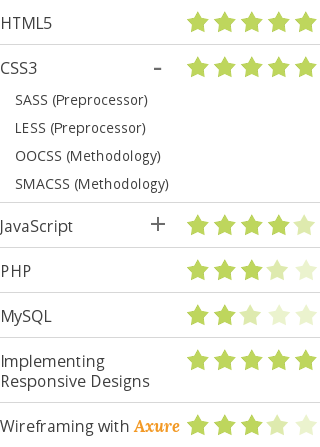 HTML5
CSS3 -
SASS (Preprocessor)
LESS (Preprocessor)
OOCSS (Methodology)
SMACSS (Methodology)
JavaScript +
PHP
MySQL
Implementing
Responsive Designs
Wireframing with Axure